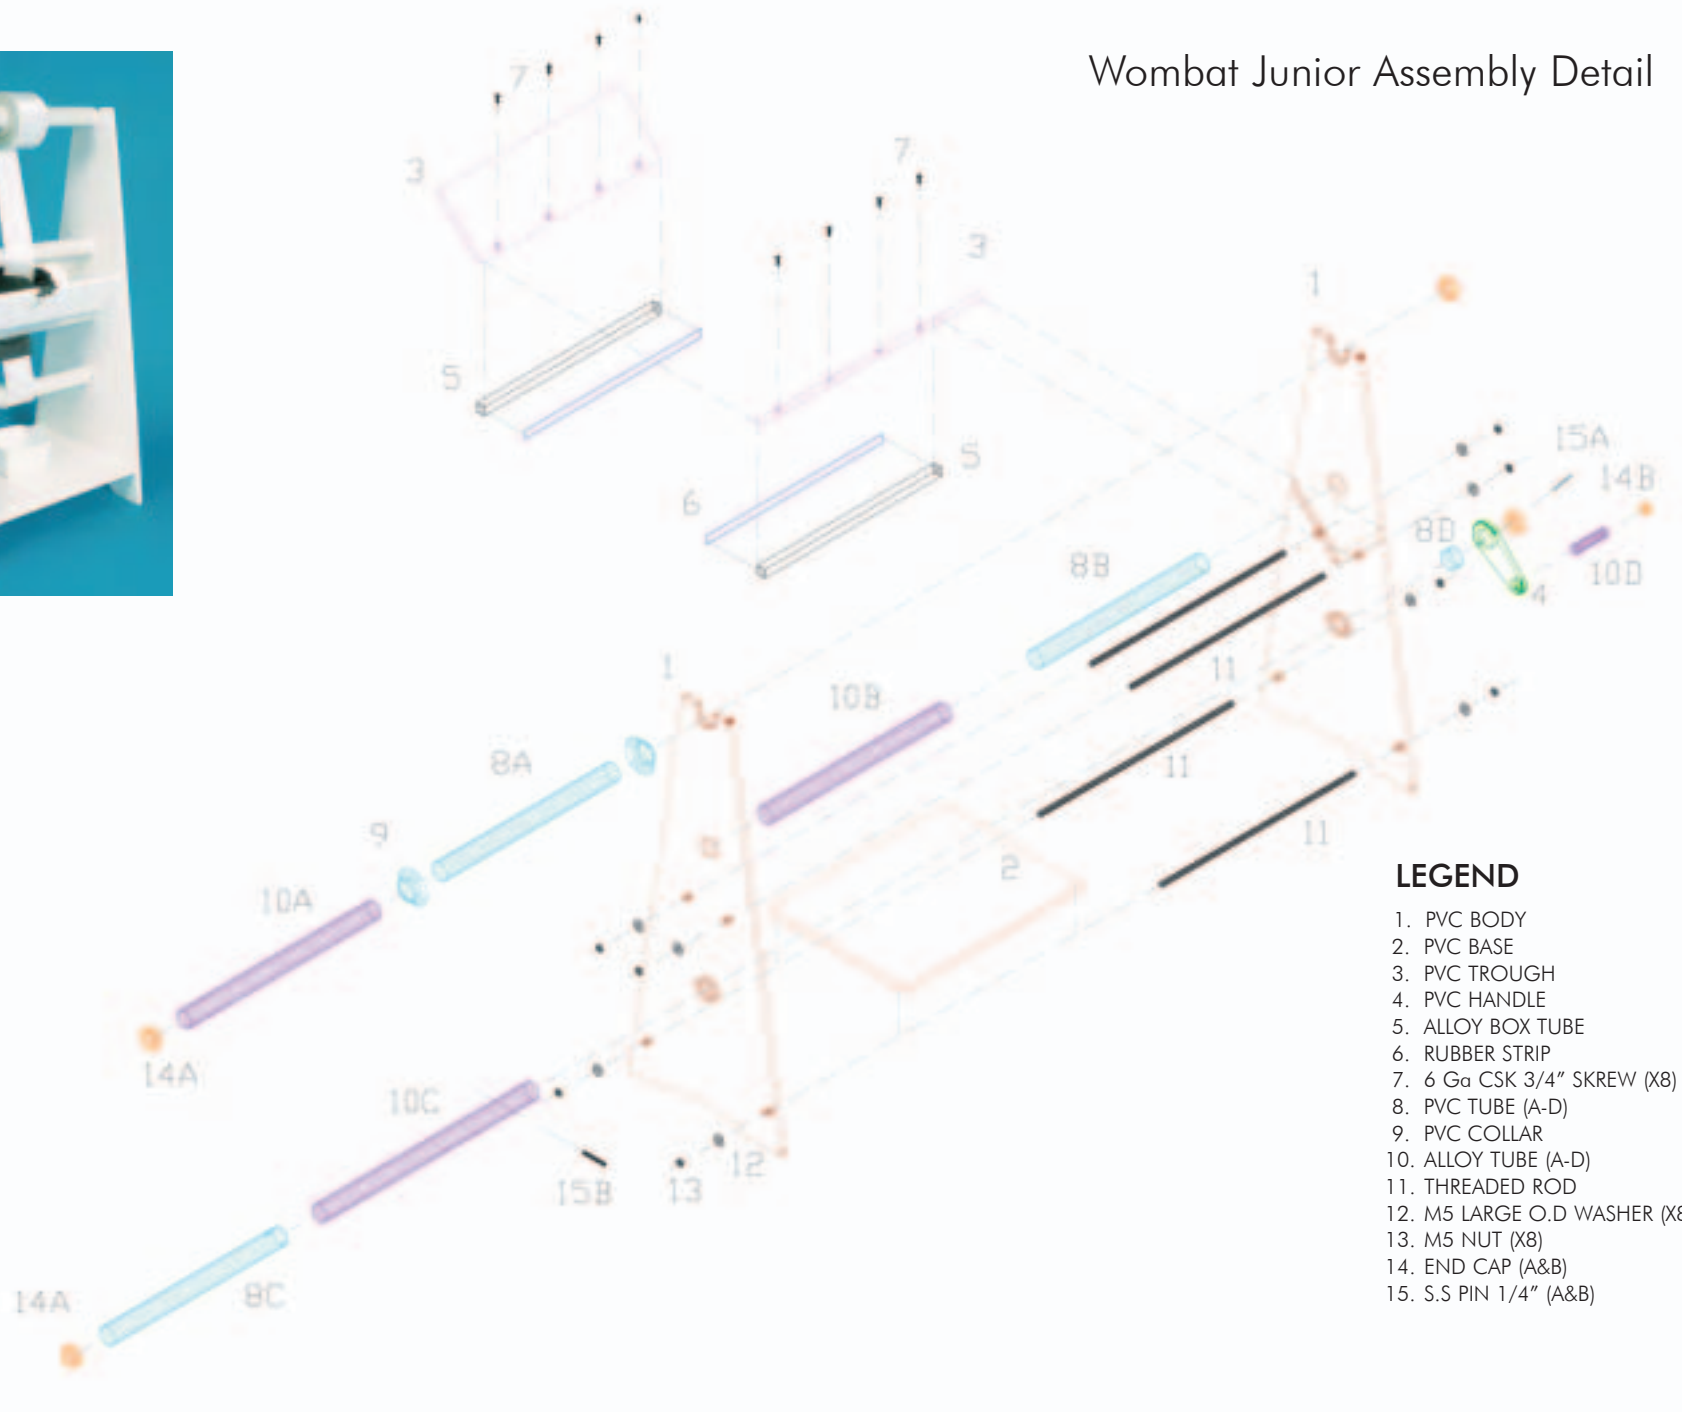 Wombat Junior Assembly Detail
7
3
7
3
1
5
5
6
15A
14B
8D
8B
10D
4
1
11
10B
8A
11
9
11
2
10A
14A
10C
12
15B
13
14A
8C
LEGEND
1. PVC BODY
2. PVC BASE
3. PVC TROUGH
4. PVC HANDLE
5. ALLOY BOX TUBE
6. RUBBER STRIP
7. 6 Ga CSK 3/4" SKREW (X8)
8. PVC TUBE (A-D)
9. PVC COLLAR
10. ALLOY TUBE (A-D)
11. THREADED ROD
12. M5 LARGE O.D WASHER (X8
13. M5 NUT (X8)
14. END CAP (A&B)
15. S.S PIN 1/4" (A&B)